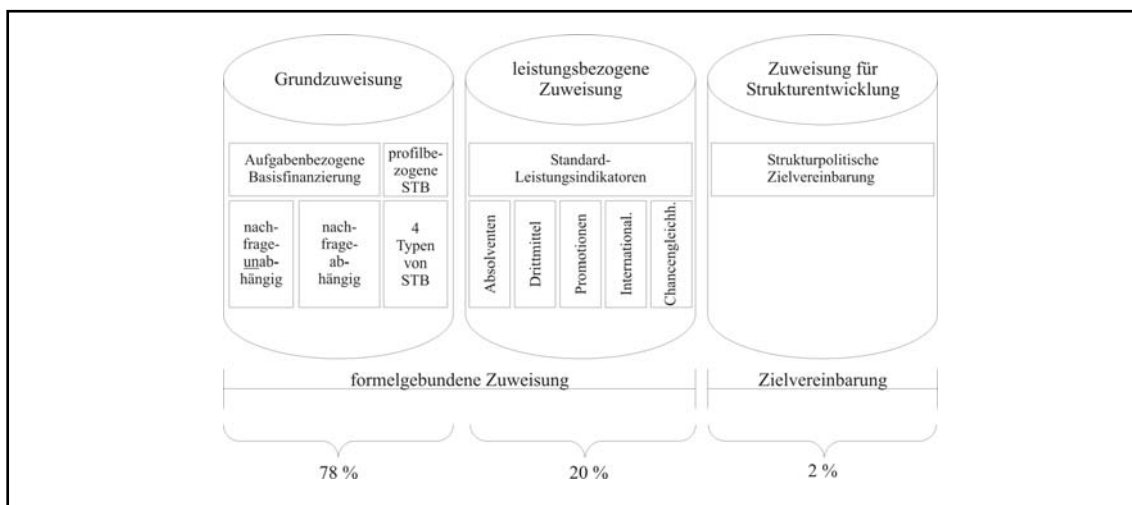 Grundzuweisung
leistungsbezogene
Zuweisung
Zuweisung für
Strukturentwicklung
Aufgabenbezogene
Basisfinanzierung
profilbe-
zogene
STB
Standard-
Leistungsindikatoren
Strukturpolitische
Zielvereinbarung
nach-
frage-
unab-
hängig
nach-
frage-
ab-
hängig
4
Typen
von
STB
Absolventen
Drittmittel
Promotionen
International.
Chancengleichh.
formelgebundene Zuweisung
Zielvereinbarung
78 %
20 %
2 %